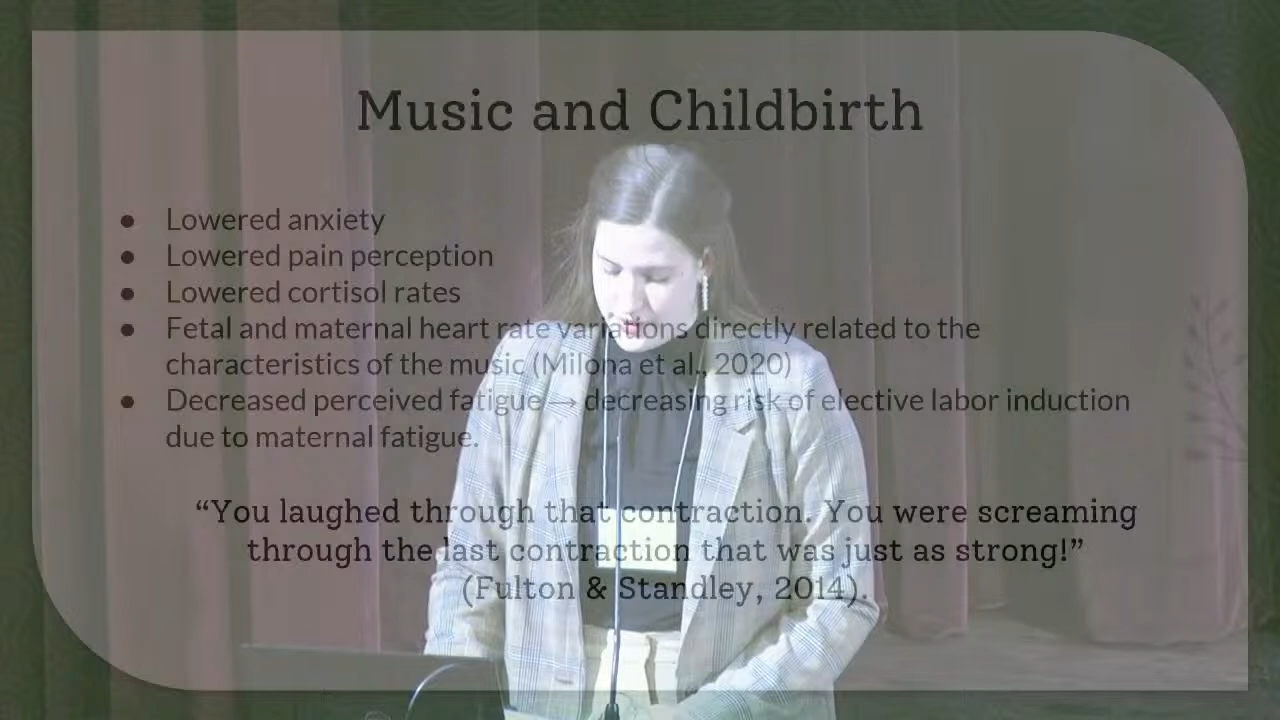 Music and Childbirth
● Lowered anxiety
● Lowered pain perception
● Lowered cortisol rates
● Fetal and maternal heart rate variations directly related to the
characteristics of the music (Milona et al., 2020)
● Decreased perceived fatigue → decreasing risk of elective labor induction
due to maternal fatigue.
“You laughed through that contraction. You were screaming
through the last contraction that was just as strong!”
(Fulton & Standley, 2014).